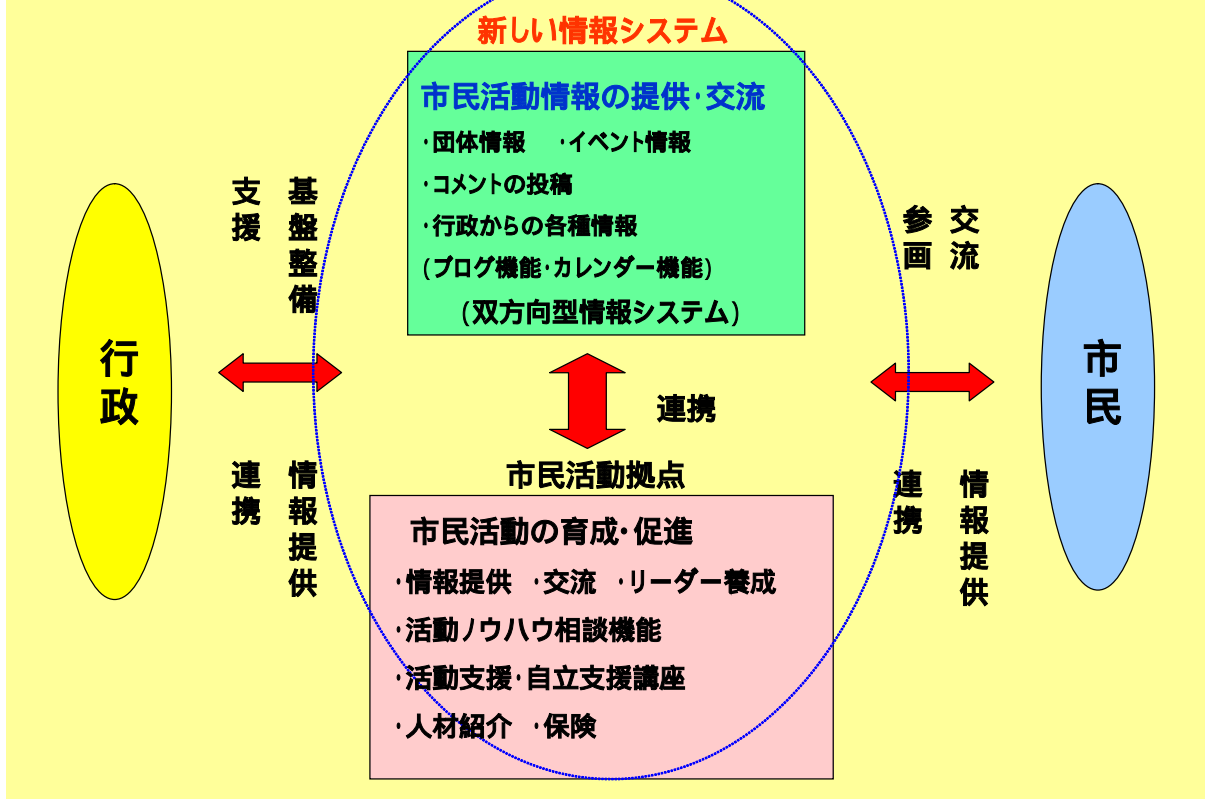 新しい情報システム
市民活動情報の提供・交流
・団体情報　・イベント情報
・コメントの投稿
・行政からの各種情報
(ブログ機能・カレンダー機能)
(双方向型情報システム)
基盤整備
支援
交流
参画
行政
市民
連携
市民活動拠点
情報提供
連携
情報提供
連携
市民活動の育成・促進
・情報提供　・交流　・リーダー養成
・活動ノウハウ相談機能
・活動支援・自立支援講座
・人材紹介　・保険